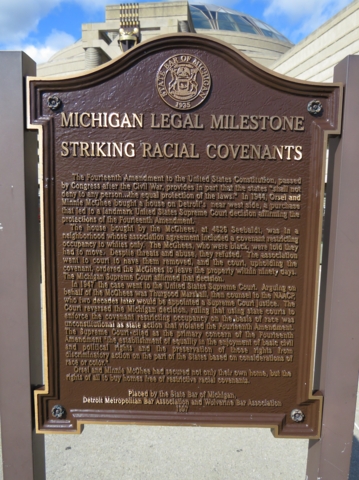 STATE BAR OF MICHIGAN
1935
MICHIGAN LEGAL MILESTONE
STRIKING RACIAL COVENANTS
The Fourteenth Amendment to the United States Constitution, passed
by Congress after the Civil War, provides in part that the states "shall not
deny to any person the equal protection of the laws." In 1944, Orsel and
Minnie McGhee bought a house on Detroit's near west side, a purchase
that led to a landmark United States Supreme Court decision affirming the
protections of the Fourteenth Amendment.
The house bought by the McGhees, at 4626 Seebaldt, was in a
neighborhood whose association agreement included a covenant restricting
occupancy to whites only. The McGhees, who were black, were told they
had to move. Despite threats and abuse, they refused. The association
went to court to have them removed, and the court, upholding the
covenant, ordered the McGhees to leave the property within ninety days.
The Michigan Supreme Court affirmed that decision.
In 1947 the case went to the United States Supreme Court. Arguing on
behalf of the McGhees was Thurgood Marshall, then counsel to the NAACP,
who two decades later would be appointed a Supreme Court justice. The
Court reversed the Michigan decision, ruling that using state courts to
enforce the covenant restricting occupancy on the basis of race was
unconstitutional as state action that violated the Fourteenth Amendment.
The Supreme Court cited as the primary concern of the Fourteenth
Amendment "the establishment of equality in the enjoyment of basic civil
and political rights and the preservation of those rights from
discriminatory action on the part of the States based on considerations of
race or color."
Orsel and Minnie McGhee had secured not only their own home, but the
rights of all to buy homes free of restrictive racial covenants.
Placed by the State Bar of Michigan,
Detroit Metropolitan Bar Association and Wolverine Bar Association